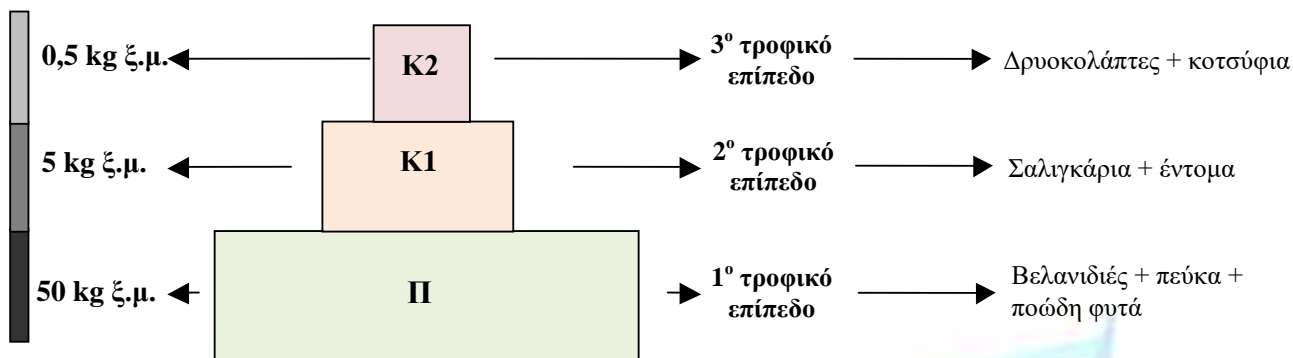 0,5 kg ξ.μ.
K2
3ο τροφικό
επίπεδο
Δρυοκολάπτες + κοτσύφια
5 kg ξ.μ.
K1
2ο τροφικό
επίπεδο
Σαλιγκάρια + έντομα
50 kg ξ.μ.
Π
1ο τροφικό
επίπεδο
Βελανιδιές + πεύκα +
ποώδη φυτά